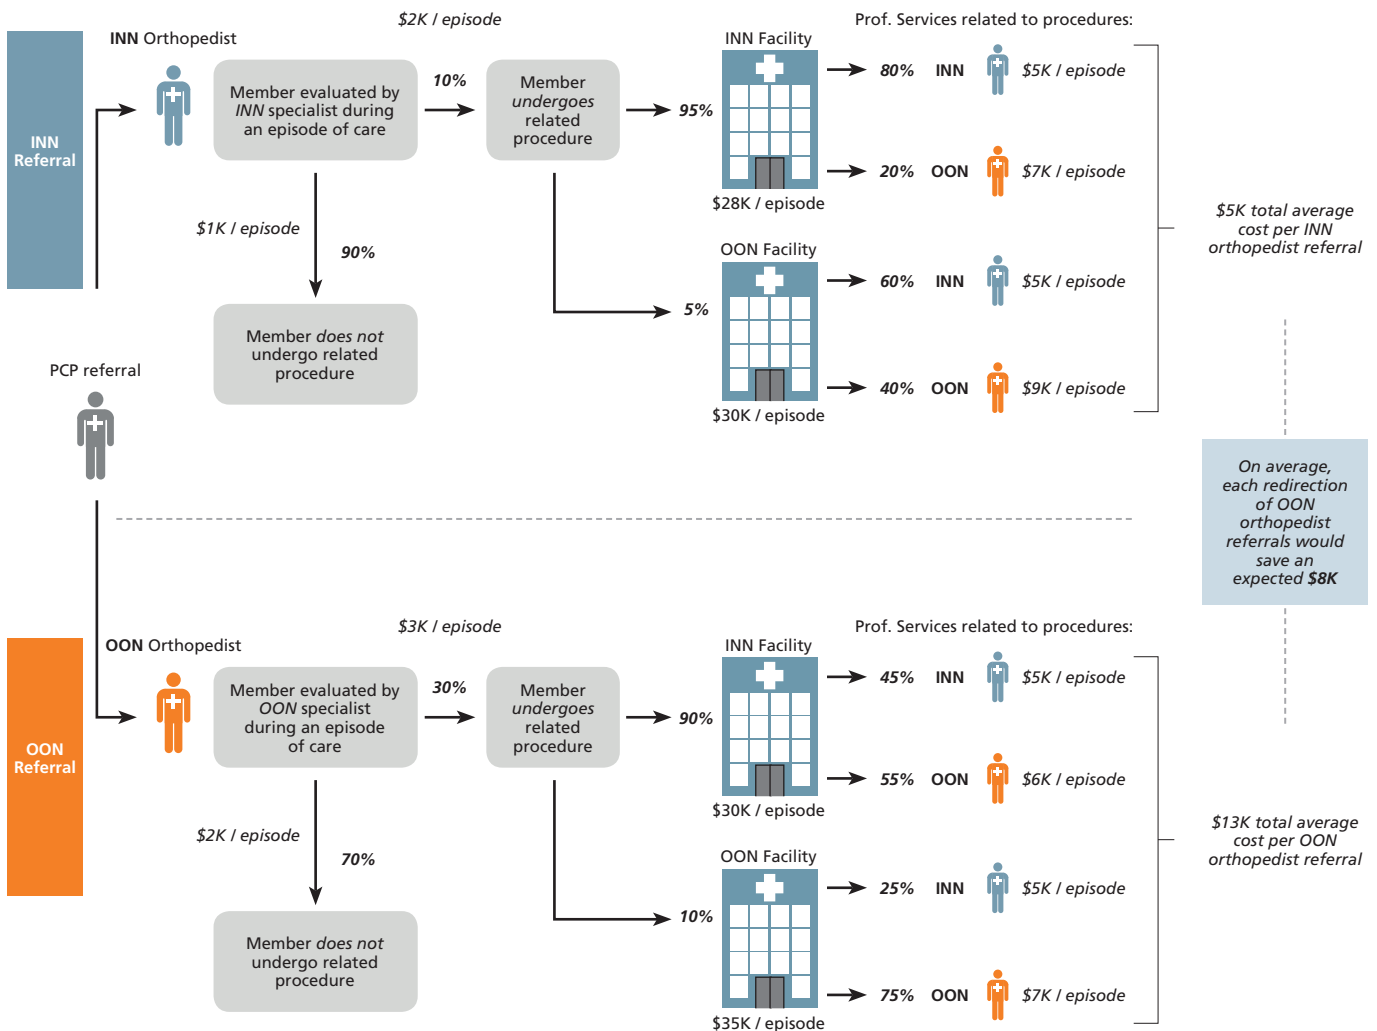 $2K / episode
Prof. Services related to procedures:
INN Orthopedist
INN Facility
INN
Referral
Member evaluated by
INN specialist during
an episode of care
10%
Member
undergoes
related
procedure
95%
80% INN $5K / episode
20% OON $7K / episode
$28K / episode
$1K / episode
90%
OON Facility
5%
60% INN $5K / episode
40% OON $9K / episode
$30K / episode
Member does not
undergo related
procedure
$5K total average
cost per INN
orthopedist referral
PCP referral
On average,
each redirection
of OON
orthopedist
referrals would
save an
expected $8K
$3K / episode
Prof. Services related to procedures:
OON Orthopedist
INN Facility
OON
Referral
Member evaluated by
OON specialist
during an episode
of care
30%
Member
undergoes
related
procedure
90%
45% INN $5K / episode
55% OON $6K / episode
$30K / episode
$2K / episode
70%
OON Facility
10%
25% INN $5K / episode
75% OON $7K / episode
$35K / episode
Member does not
undergo related
procedure
$13K total average
cost per OON
orthopedist referral